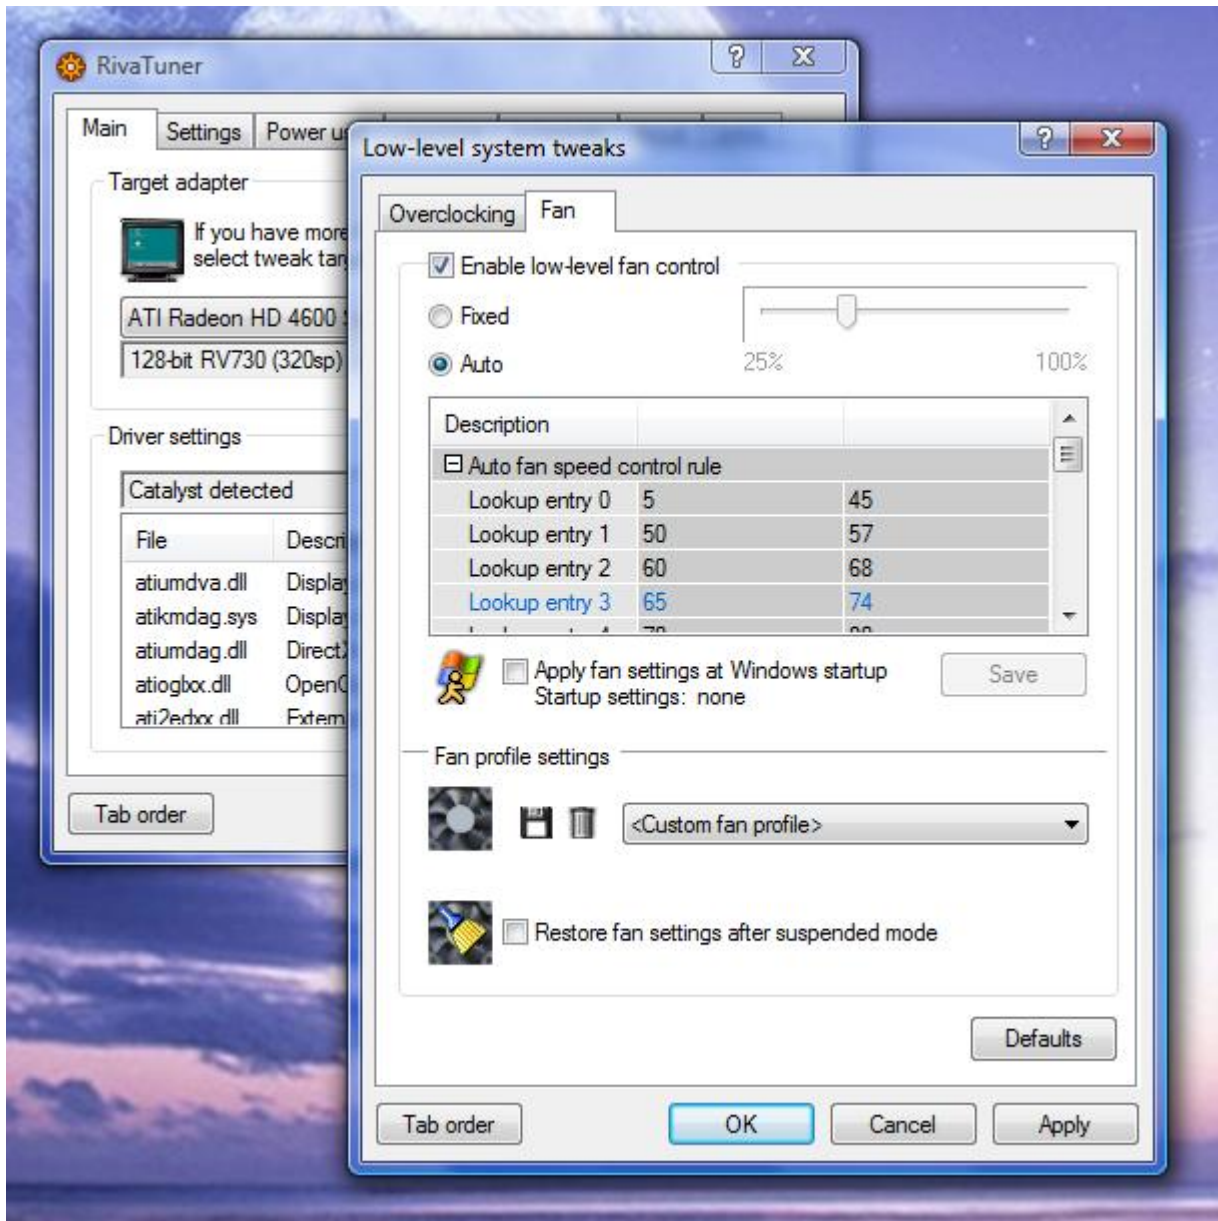 RivaTuner
Main
Settings
Power
Target adapter
If you have more
select tweak
ATI Radeon HD 4600
128-bit RV730 (320sp)
Driver settings
Catalyst detected
File
atiumdva.dll
atikmdag.sys
atiumdag.dll
atioglxx.dll
ati2edxx.dll
Tab order
Low-level system tweaks
Overclocking
Fan
Enable low-level fan control
Fixed
Auto
25% 100%
Description
Auto fan speed control rule
Lookup entry 0 5 45
Lookup entry 1 50 57
Lookup entry 2 60 68
Lookup entry 3 65 74
Apply fan settings at Windows startup
Startup settings: none
Save
Fan profile settings
<Custom fan profile>
Restore fan settings after suspended mode
Defaults
Tab order
OK
Cancel
Apply